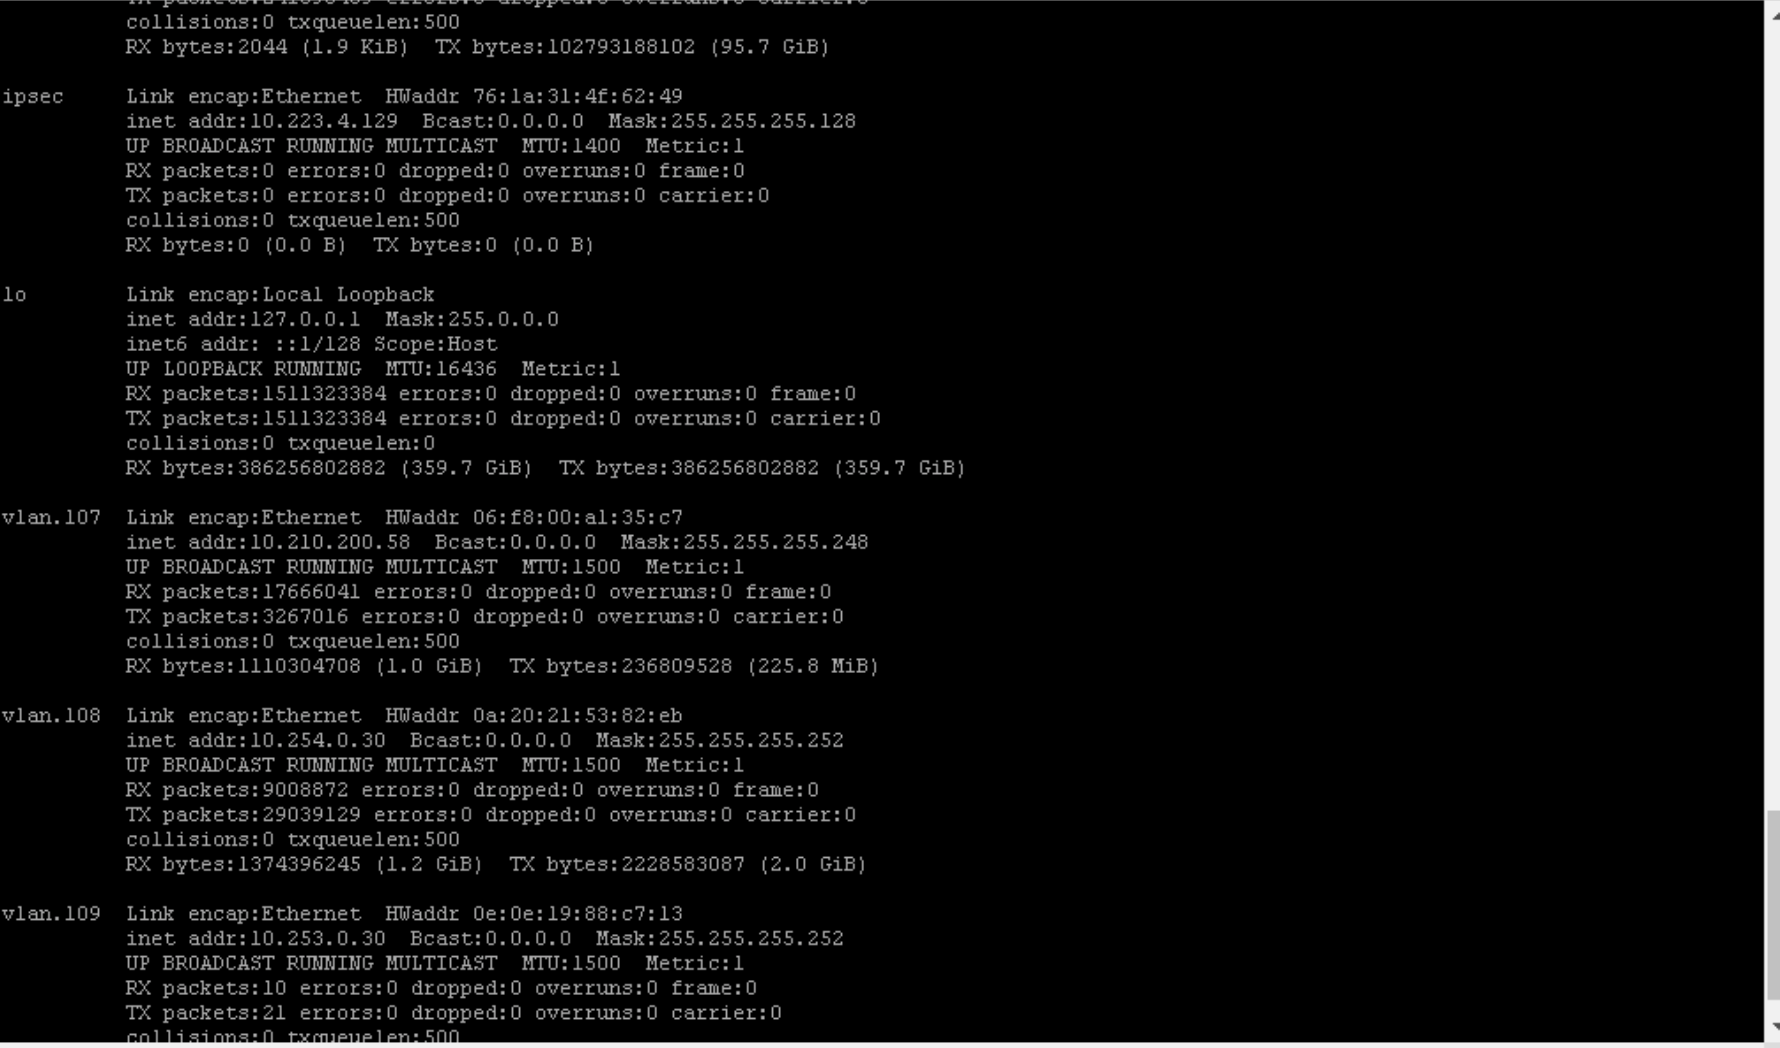 TX packets:241898489 errors:0 dropped:0 overruns:0 carrier:0
collisions:0 txqueuelen:500
RX bytes:2044 (1.9 KiB)  TX bytes:102793188102 (95.7 GiB)
ipsec     Link encap:Ethernet  HWaddr 76:1a:31:4f:62:49
inet addr:10.223.4.129  Bcast:0.0.0.0  Mask:255.255.255.128
UP BROADCAST RUNNING MULTICAST  MTU:1400  Metric:1
RX packets:0 errors:0 dropped:0 overruns:0 frame:0
TX packets:0 errors:0 dropped:0 overruns:0 carrier:0
collisions:0 txqueuelen:500
RX bytes:0 (0.0 B)  TX bytes:0 (0.0 B)
lo        Link encap:Local Loopback
inet addr:127.0.0.1  Mask:255.0.0.0
inet6 addr: ::1/128 Scope:Host
UP LOOPBACK RUNNING  MTU:16436  Metric:1
RX packets:1511323384 errors:0 dropped:0 overruns:0 frame:0
TX packets:1511323384 errors:0 dropped:0 overruns:0 carrier:0
collisions:0 txqueuelen:0
RX bytes:386256802882 (359.7 GiB)  TX bytes:386256802882 (359.7 GiB)
vlan.107  Link encap:Ethernet  HWaddr 06:f8:00:a1:35:c7
inet addr:10.210.200.58  Bcast:0.0.0.0  Mask:255.255.255.248
UP BROADCAST RUNNING MULTICAST  MTU:1500  Metric:1
RX packets:17666041 errors:0 dropped:0 overruns:0 frame:0
TX packets:3267016 errors:0 dropped:0 overruns:0 carrier:0
collisions:0 txqueuelen:500
RX bytes:1110304708 (1.0 GiB)  TX bytes:236809528 (225.8 MiB)
vlan.108  Link encap:Ethernet  HWaddr 0a:20:21:53:82:eb
inet addr:10.254.0.30  Bcast:0.0.0.0  Mask:255.255.255.252
UP BROADCAST RUNNING MULTICAST  MTU:1500  Metric:1
RX packets:9008872 errors:0 dropped:0 overruns:0 frame:0
TX packets:29039129 errors:0 dropped:0 overruns:0 carrier:0
collisions:0 txqueuelen:500
RX bytes:1374396245 (1.2 GiB)  TX bytes:2228583087 (2.0 GiB)
vlan.109  Link encap:Ethernet  HWaddr 0e:0e:19:88:c7:13
inet addr:10.253.0.30  Bcast:0.0.0.0  Mask:255.255.255.252
UP BROADCAST RUNNING MULTICAST  MTU:1500  Metric:1
RX packets:10 errors:0 dropped:0 overruns:0 frame:0
TX packets:21 errors:0 dropped:0 overruns:0 carrier:0
collisions:0 txqueuelen:500